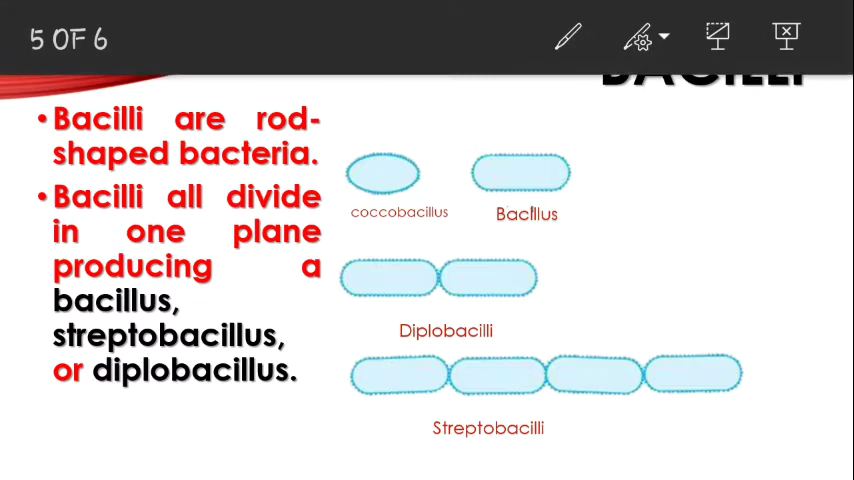 5 OF 6
BACILLI
• Bacilli are rod-
shaped bacteria.
• Bacilli all divide
in one plane
producing a
bacillus,
streptobacillus,
or diplobacillus.
coccobacillus
Bacillus
Diplobacilli
Streptobacilli